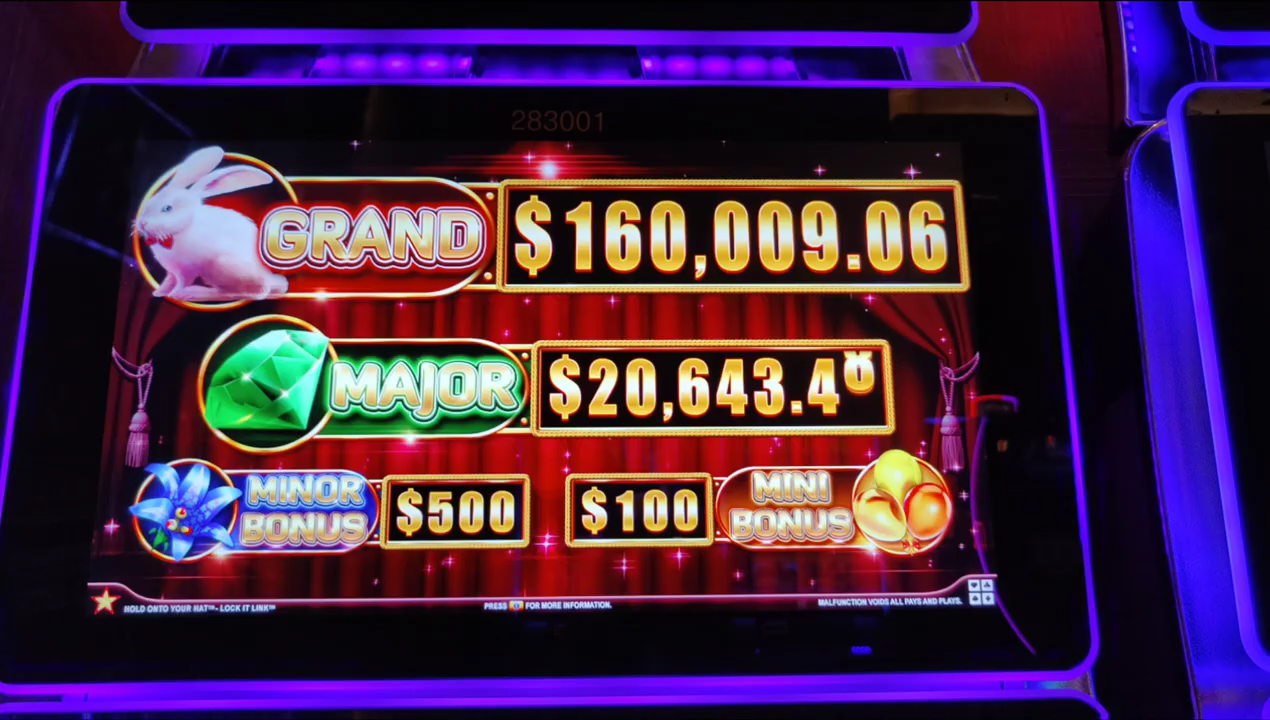 283001
GRAND $160,009.06
MAJOR $20,643.4
MINOR BONUS $500
$100 MINI BONUS
HOLD ONTO YOUR HAT™- LOCK IT LINK™
PRESS FOR MORE INFORMATION.
MALFUNCTION VOIDS ALL PAYS AND PLAYS.